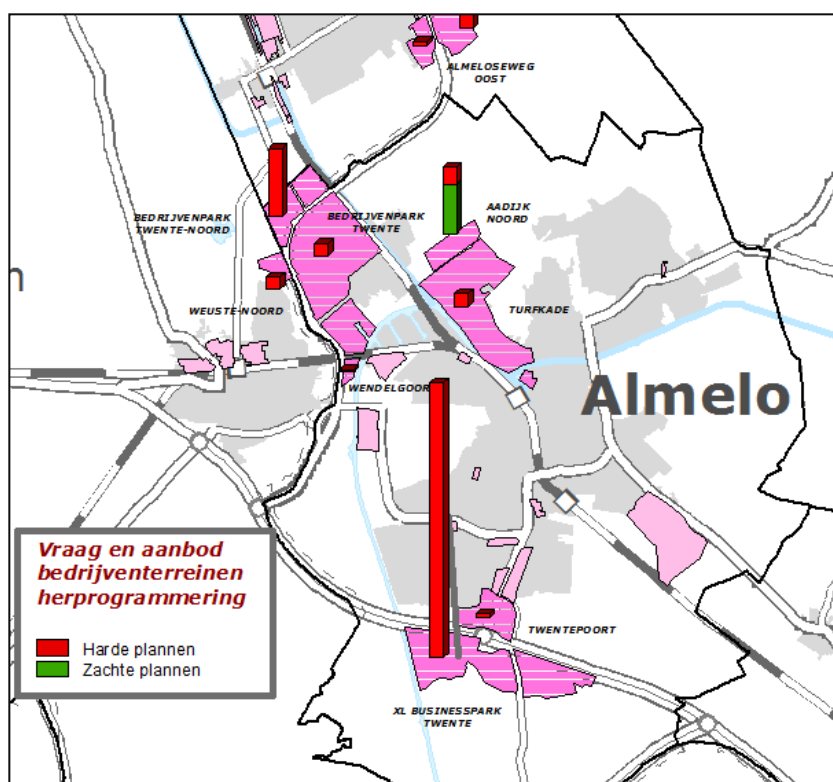 ALMELOSEWEG
OOST
BEDRIJVENPARK
TWENTE-NOORD
BEDRIJVENPARK
TWENTE
AADIJK
NOORD
n
WEUSTE-NOORD
TURFKADE
WENDELGOOR
Almelo
Vraag en aanbod
bedrijventerreinen
herprogrammering
Harde plannen
Zachte plannen
TWENTEPOORT
XL BUSINESSPARK
TWENTE